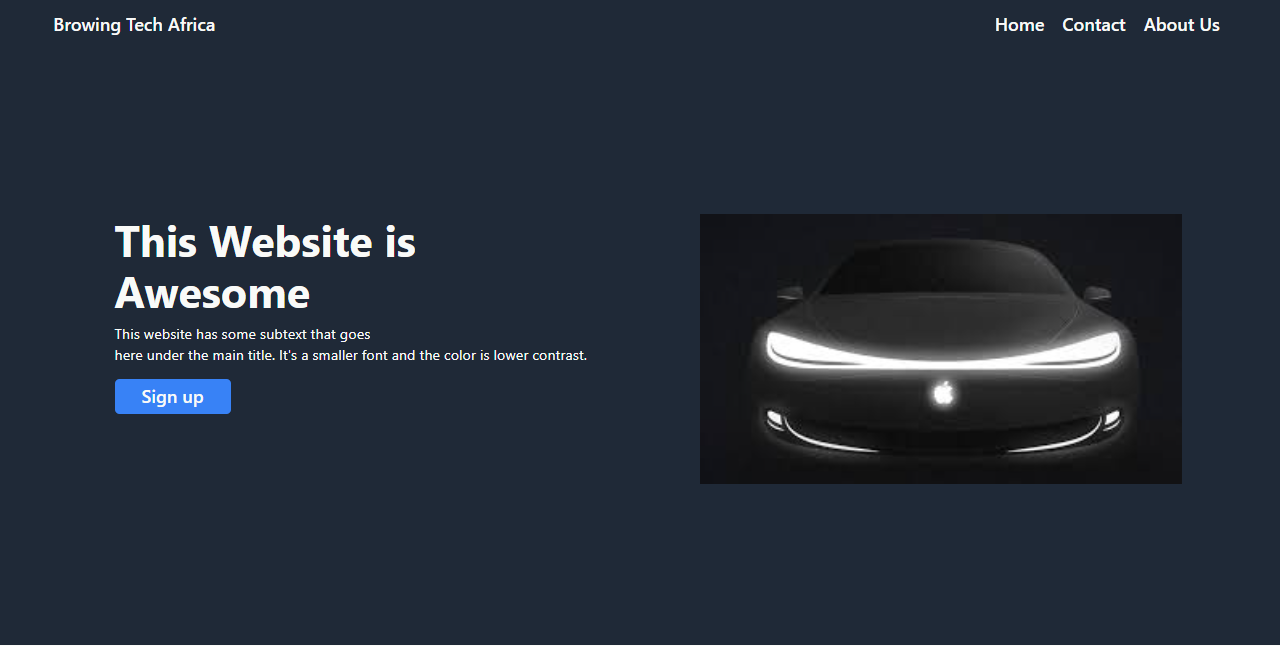 Browing Tech Africa
Home Contact About Us
This Website is
Awesome
This website has some subtext that goes
here under the main title. It's a smaller font and the color is lower contrast.
Sign up